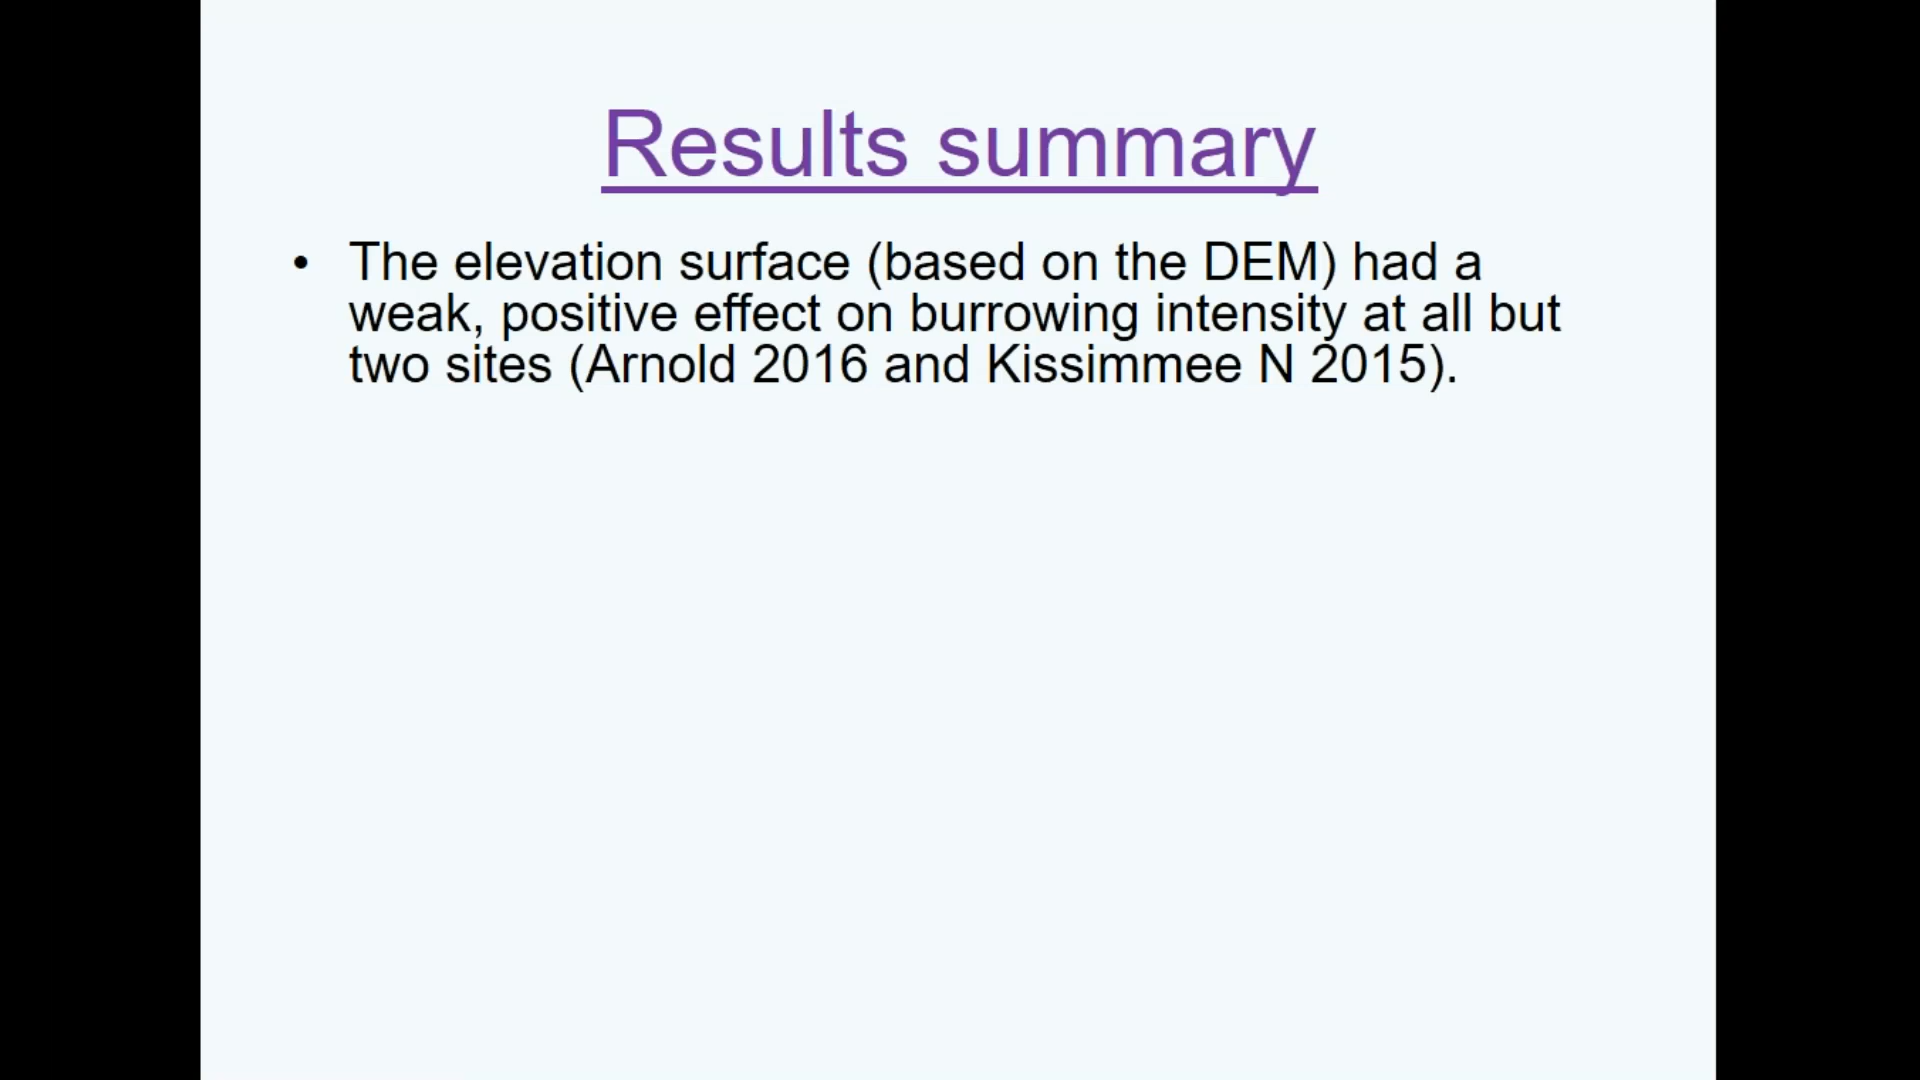 Results summary
• The elevation surface (based on the DEM) had a
weak, positive effect on burrowing intensity at all but
two sites (Arnold 2016 and Kissimmee N 2015).